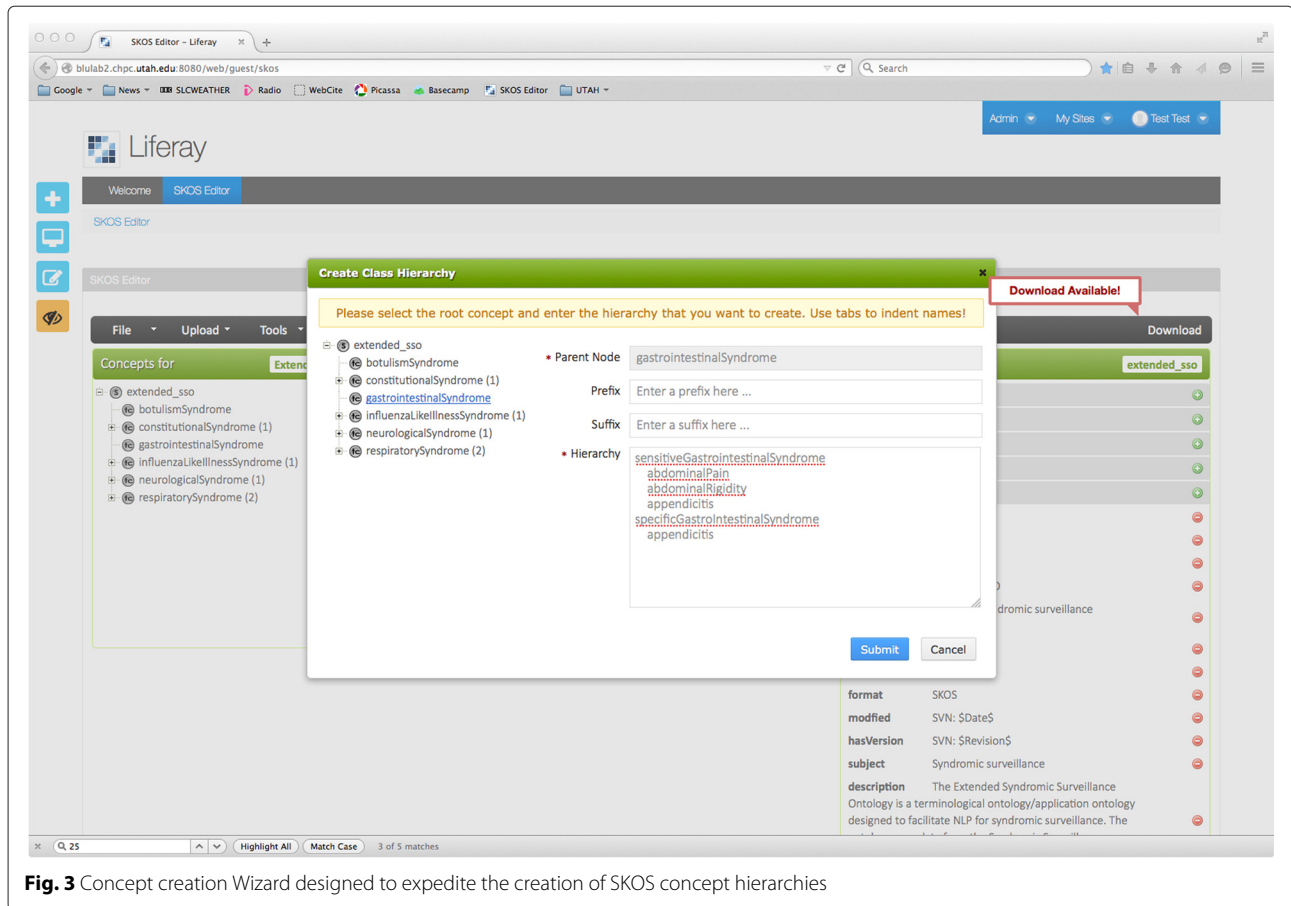 SKOS Editor – Liferay
blulab2.chpc.utah.edu:8080/web/guest/skos
Search
Google News SLCWEATHER Radio WebCite Picassa Basecamp SKOS Editor UTAH
Admin My Sites Test Test
Liferay
Welcome SKOS Editor
SKOS Editor
SKOS Editor
Create Class Hierarchy
Download Available!
Please select the root concept and enter the hierarchy that you want to create. Use tabs to indent names!
File Upload Tools
Download
Concepts for
extended_sso
extended_sso
botulismSyndrome
constitutionalSyndrome (1)
gastrointestinalSyndrome
influenzaLikeIllnessSyndrome (1)
neurologicalSyndrome (1)
respiratorySyndrome (2)
extended_sso
botulismSyndrome
constitutionalSyndrome (1)
gastrointestinalSyndrome
influenzaLikeIllnessSyndrome (1)
neurologicalSyndrome (1)
respiratorySyndrome (2)
* Parent Node gastrointestinalSyndrome
Prefix Enter a prefix here ...
Suffix Enter a suffix here ...
* Hierarchy
sensitiveGastrointestinalSyndrome
abdominalPain
abdominalRigidity
appendicitis
specificGastroIntestinalSyndrome
appendicitis
Submit Cancel
dromic surveillance
format SKOS
modfied SVN: $Date$
hasVersion SVN: $Revision$
subject Syndromic surveillance
description The Extended Syndromic Surveillance
Ontology is a terminological ontology/application ontology
designed to facilitate NLP for syndromic surveillance. The
25 Highlight All Match Case 3 of 5 matches
Fig. 3 Concept creation Wizard designed to expedite the creation of SKOS concept hierarchies